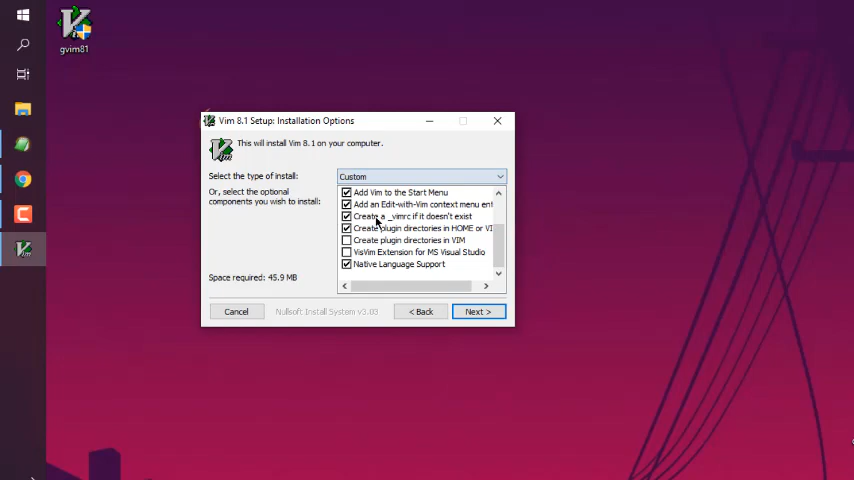 gvim81
Vim 8.1 Setup: Installation Options
This will install Vim 8.1 on your computer.
Select the type of install:
Custom
Or, select the optional
components you wish to install:
Add Vim to the Start Menu
Add an Edit-with-Vim context menu ent
Create a _vimrc if it doesn't exist
Create plugin directories in HOME or VI
Create plugin directories in VIM
VisVim Extension for MS Visual Studio
Native Language Support
Space required: 45.9 MB
Cancel
Nullsoft Install System v3.03
< Back
Next >